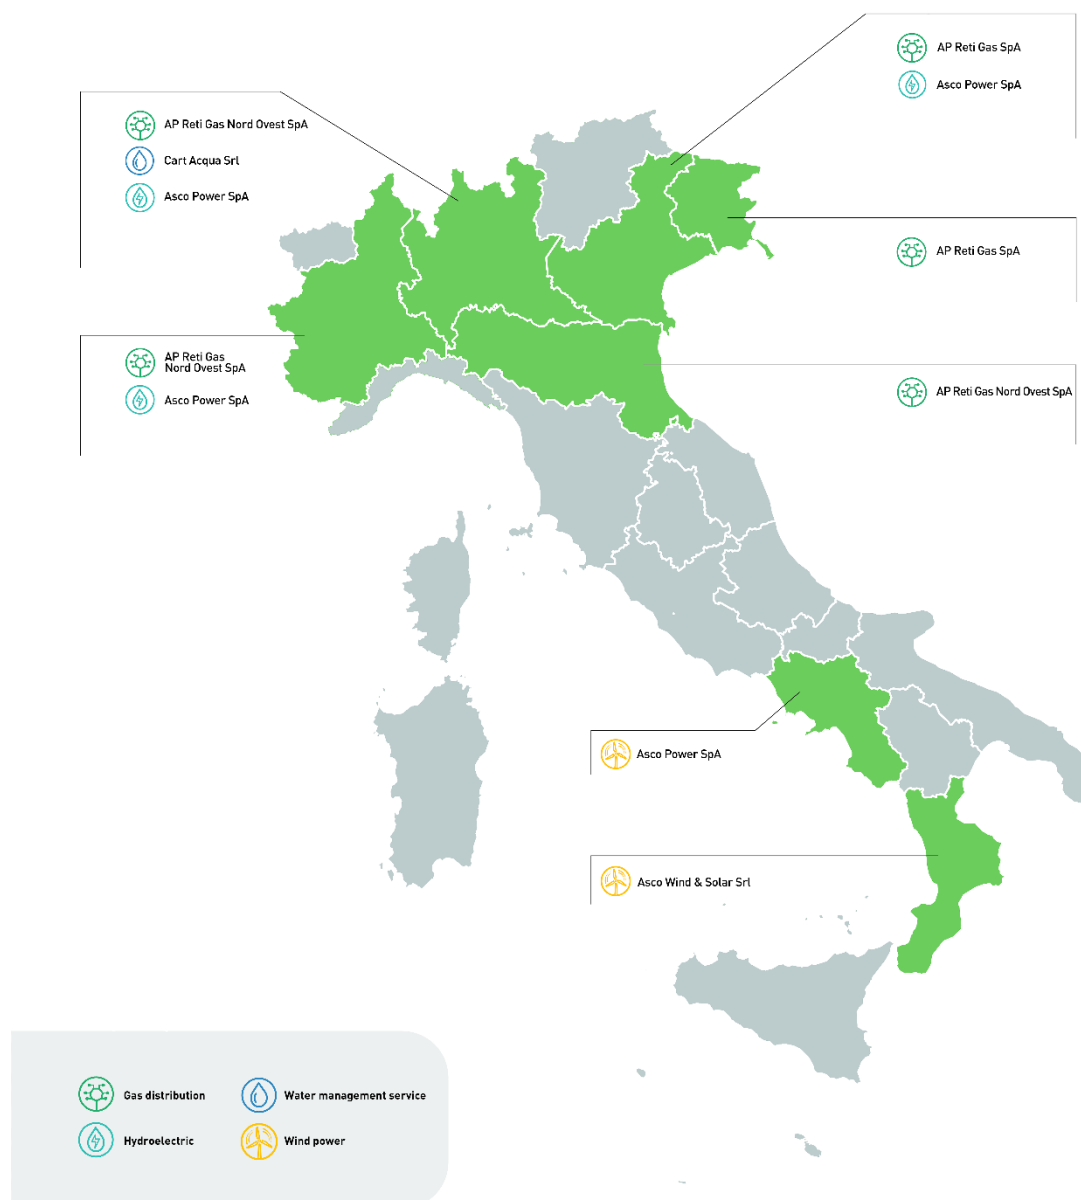 AP Reti Gas SpA
Asco Power SpA
AP Reti Gas Nord Ovest SpA
Cart Acqua Srl
Asco Power SpA
AP Reti Gas SpA
AP Reti Gas
Nord Ovest SpA
Asco Power SpA
AP Reti Gas Nord Ovest SpA
Asco Power SpA
Asco Wind & Solar Srl
Gas distribution
Water management service
Hydroelectric
Wind power